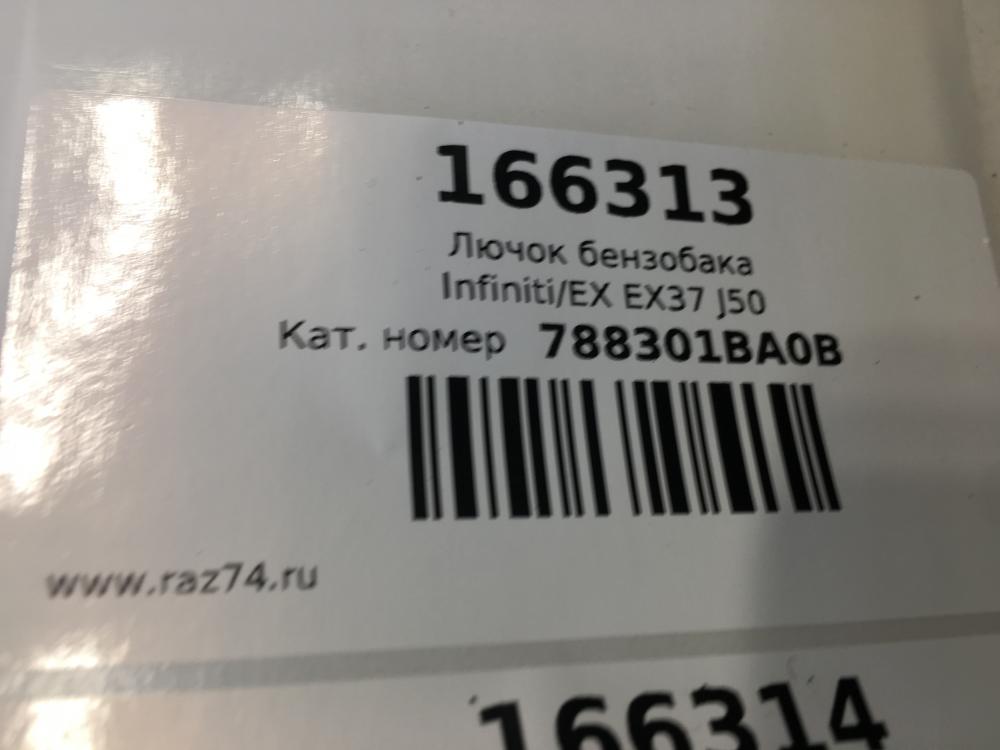 166313
Лючок бензобака
Infiniti/EX EX37 J50
Кат. номер 788301BA0B
www.raz74.ru
166314